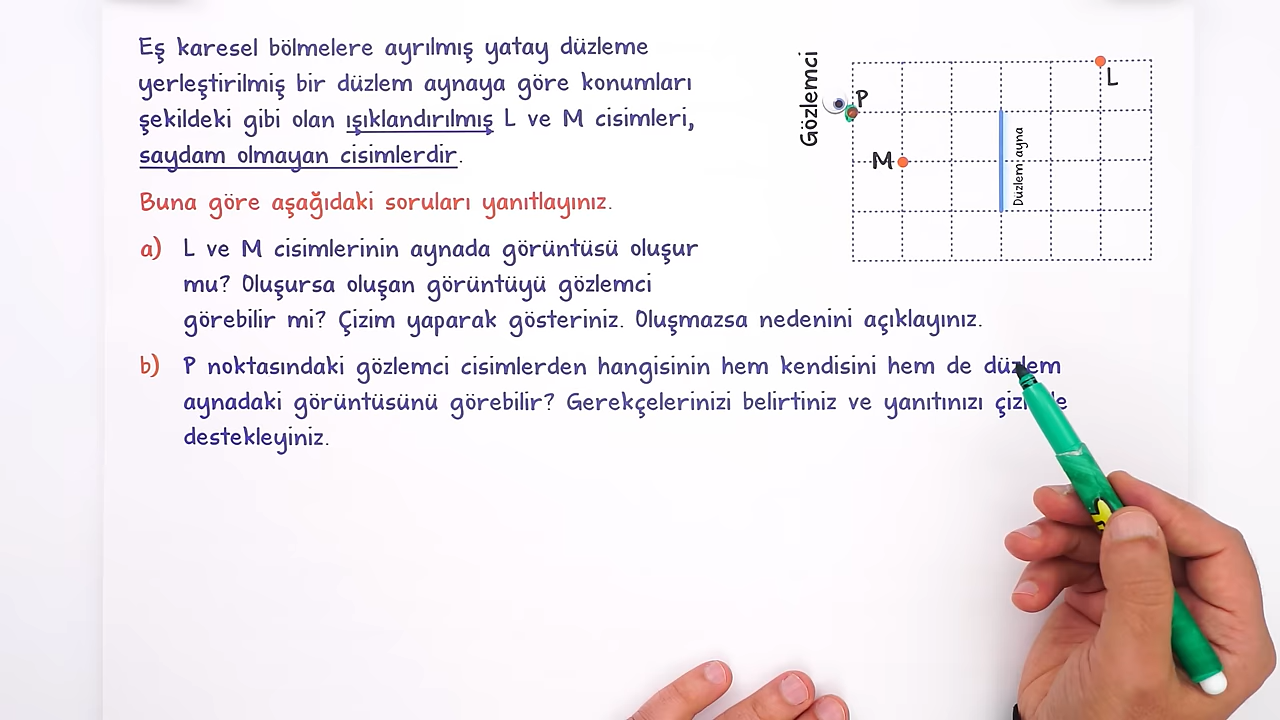 Eş karesel bölmelere ayrılmış yatay düzleme
yerleştirilmiş bir düzlem aynaya göre konumları
şekildeki gibi olan ışıklandırılmış L ve M cisimleri,
saydam olmayan cisimlerdir.
Buna göre aşağıdaki soruları yanıtlayınız.
a) L ve M cisimlerinin aynada görüntüsü oluşur
mu? Oluşursa oluşan görüntüyü gözlemci
görebilir mi? Çizim yaparak gösteriniz. Oluşmazsa nedenini açıklayınız.
b) P noktasındaki gözlemci cisimlerden hangisinin hem kendisini hem de düzlem
aynadaki görüntüsünü görebilir? Gerekçelerinizi belirtiniz ve yanıtınızı
destekleyiniz.
Gözlemci
P
L
M
Düzlem ayna